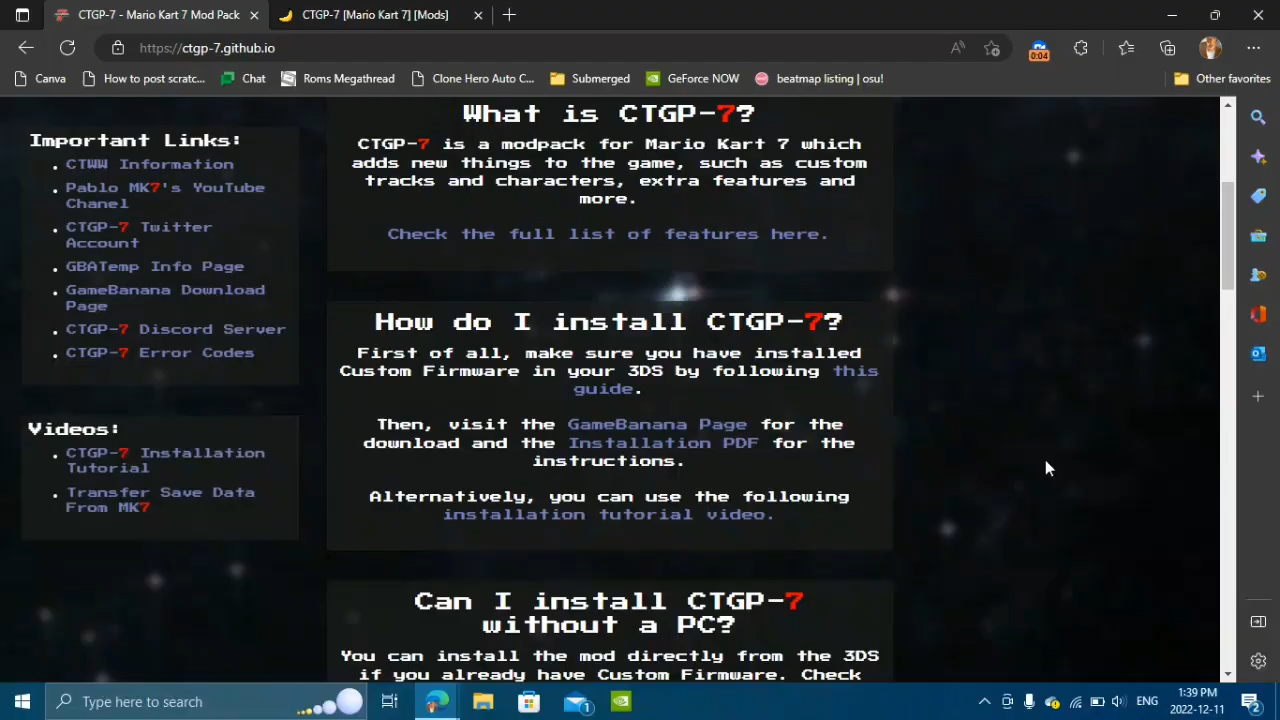 CTGP-7 - Mario Kart 7 Mod Pack
CTGP-7 [Mario Kart 7] [Mods]
https://ctgp-7.github.io
0:04
Canva
How to post scratc...
Chat
Roms Megathread
Clone Hero Auto C...
Submerged
GeForce NOW
beatmap listing | osu!
Other favorites
Important Links:
CTWW Information
Pablo MK7's YouTube
Chanel
CTGP-7 Twitter
Account
GBATemp Info Page
GameBanana Download
Page
CTGP-7 Discord Server
CTGP-7 Error Codes
Videos:
CTGP-7 Installation
Tutorial
Transfer Save Data
From MK7
What is CTGP-7?
CTGP-7 is a modpack for Mario Kart 7 which
adds new things to the game, such as custom
tracks and characters, extra features and
more.
Check the full list of features here.
How do I install CTGP-7?
First of all, make sure you have installed
Custom Firmware in your 3DS by following this
guide.
Then, visit the GameBanana Page for the
download and the Installation PDF for the
instructions.
Alternatively, you can use the following
installation tutorial video.
Can I install CTGP-7
without a PC?
You can install the mod directly from the 3DS
if you already have Custom Firmware. Check
Type here to search
1
ENG
1:39 PM
2022-12-11
2